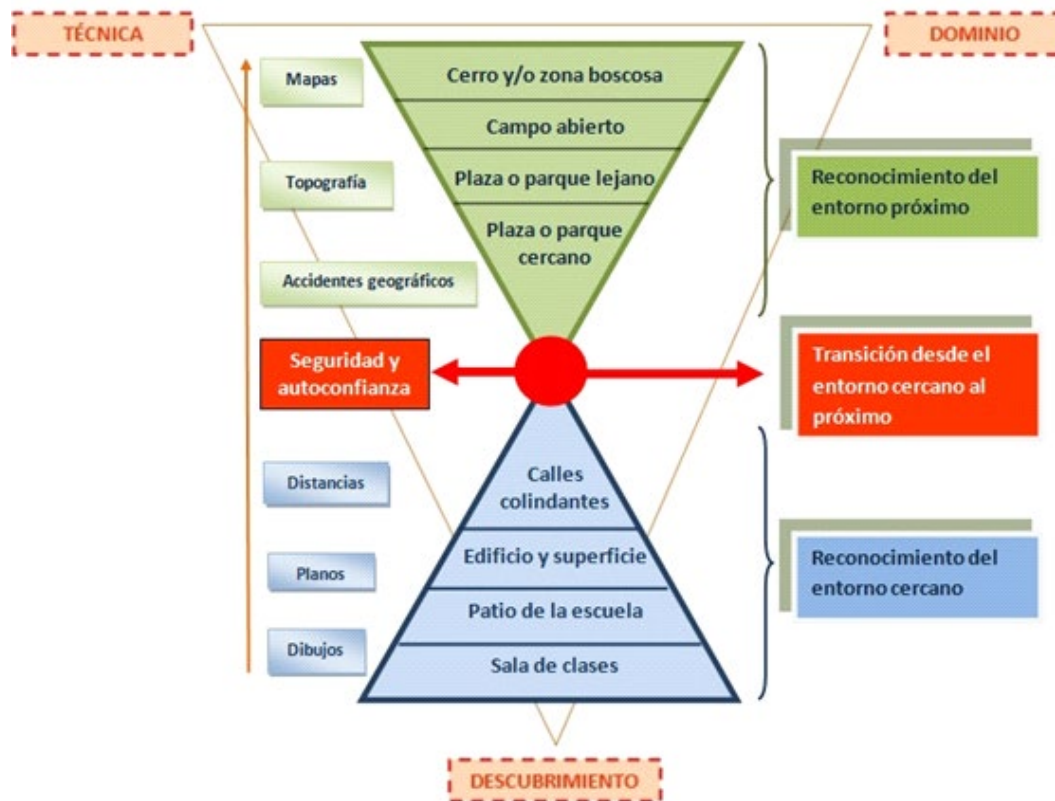 TÉCNICA
DOMINIO
Mapas
Topografía
Accidentes geográficos
Seguridad y
autoconfianza
Distancias
Planos
Dibujos
Cerro y/o zona boscosa
Campo abierto
Plaza o parque lejano
Plaza o parque
cercano
Calles
colindantes
Edificio y superficie
Patio de la escuela
Sala de clases
Reconocimiento del
entorno próximo
Transición desde el
entorno cercano al
próximo
Reconocimiento del
entorno cercano
DESCUBRIMIENTO